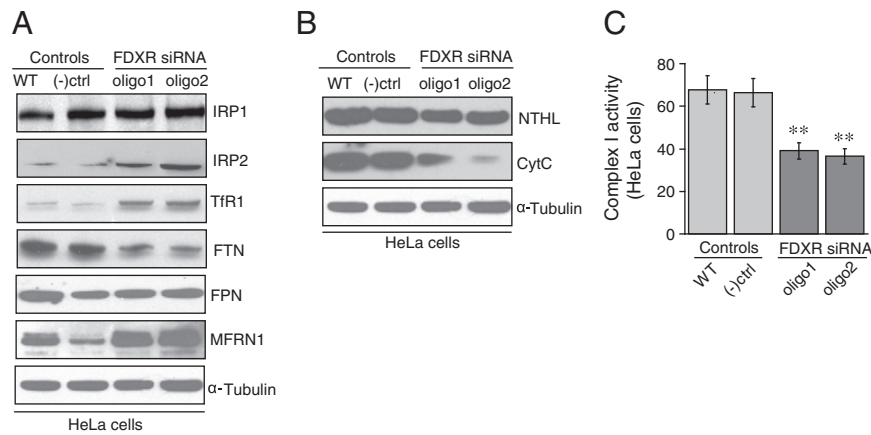 A
Controls FDXR siRNA
WT (-)ctrl oligo1 oligo2
IRP1
IRP2
TfR1
FTN
FPN
MFRN1
α-Tubulin
HeLa cells
B
Controls FDXR siRNA
WT (-)ctrl oligo1 oligo2
NTHL
CytC
α-Tubulin
HeLa cells
C
Complex I activity
(HeLa cells)
80
60
40
20
0
**
**
Controls FDXR siRNA
WT (-)ctrl oligo1 oligo2